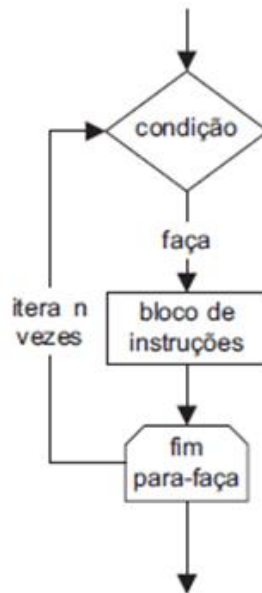 condição
faça
itera n
vezes
bloco de
instruções
fim
para-faça